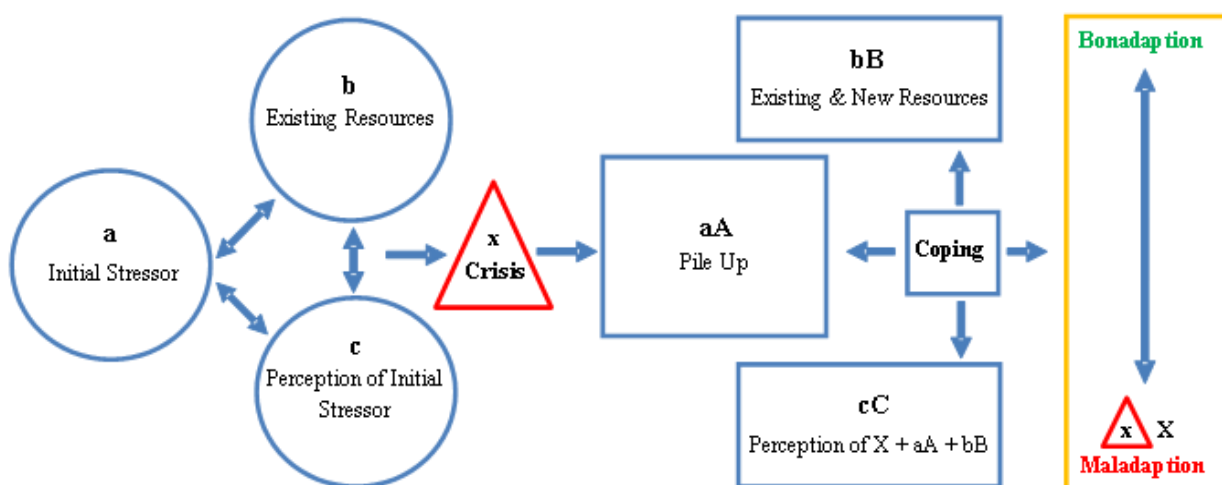 a
Initial Stressor
b
Existing Resources
c
Perception of Initial
Stressor
x
Crisis
aA
Pile Up
bB
Existing & New Resources
Coping
cC
Perception of X + aA + bB
Bonadaption
x X
Maladaption